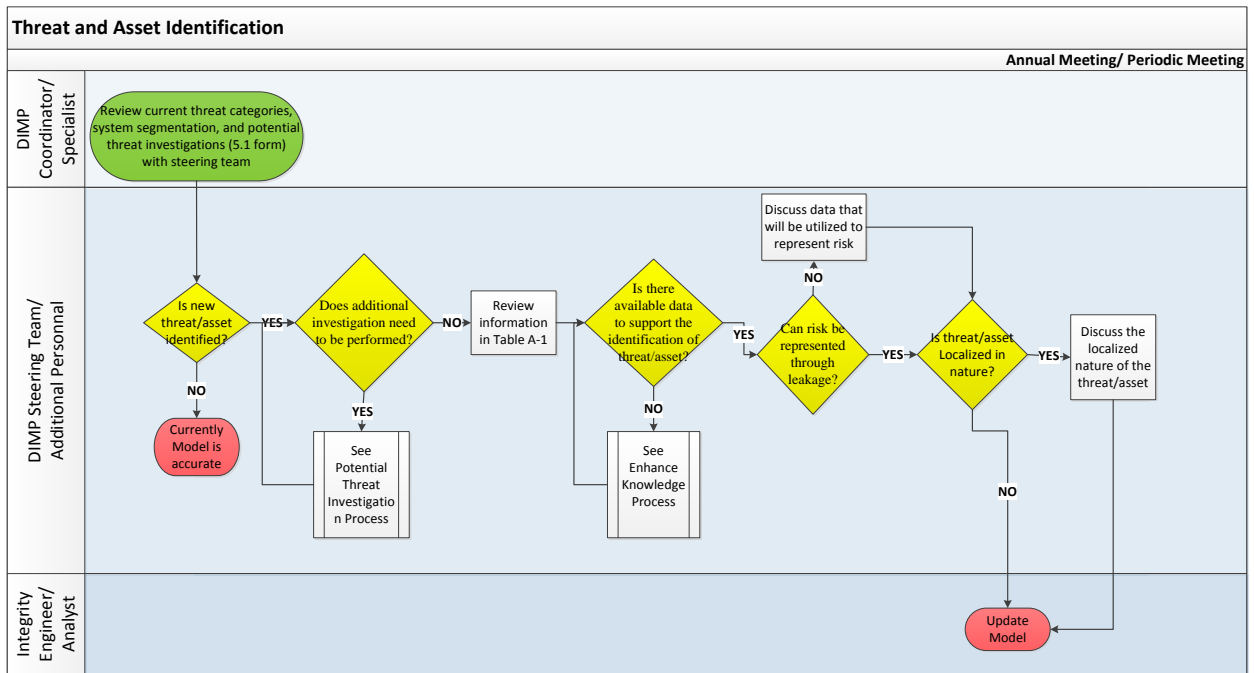 Threat and Asset Identification
Annual Meeting/ Periodic Meeting
DIMP
Coordinator/
Specialist
Review current threat categories,
system segmentation, and potential
threat investigations (5.1 form)
with steering team
DIMP Steering Team/
Additional Personnal
Is new
threat/asset
identified?
YES
NO
Currently
Model is
accurate
Does additional
investigation need
to be performed?
NO
YES
See
Potential
Threat
Investigatio
n Process
Review
information
in Table A-1
Is there
available data
to support the
identification of
threat/asset?
YES
NO
See
Enhance
Knowledge
Process
Can risk be
represented
through
leakage?
NO
Discuss data that
will be utilized to
represent risk
YES
Is threat/asset
Localized in
nature?
YES
Discuss the
localized
nature of the
threat/asset
NO
Integrity
Engineer/
Analyst
Update
Model